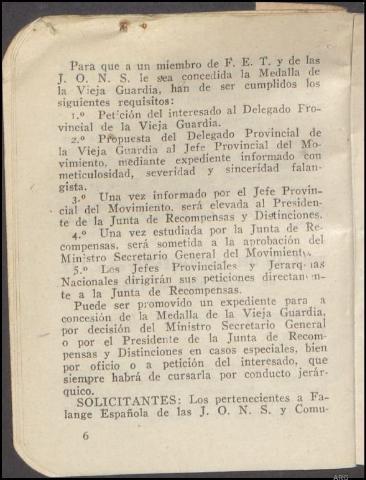 Para que a un miembro de F. E. T. y de las
J. O. N. S. le sea concedida la Medalla de
la Vieja Guardia, han de ser cumplidos los
siguientes requisitos:
1.º Petición del interesado al Delegado Pro-
vincial de la Vieja Guardia.
2.º Propuesta del Delegado Provincial de
la Vieja Guardia al Jefe Provincial del Mo-
vimiento, mediante expediente informado con
meticulosidad, severidad y sinceridad falan-
gista.
3.º Una vez informado por el Jefe Provin-
cial del Movimiento, será elevada al Presiden-
te de la Junta de Recompensas y Distinciones.
4.º Una vez estudiada por la Junta de Re-
compensas, será sometida a la aprobación del
Ministro Secretario General del Movimiento.
5.º Los Jefes Provinciales y Jerarquías
Nacionales dirigirán sus peticiones directamen-
te a la Junta de Recompensas.
Puede ser promovido un expediente para a
concesión de la Medalla de la Vieja Guardia,
por decisión del Ministro Secretario General
o por el Presidente de la Junta de Recom-
pensas y Distinciones en casos especiales, bien
por oficio o a petición del interesado, que
siempre habrá de cursarla por conducto jerár-
quico.
SOLICITANTES: Los pertenecientes a Fa-
lange Española de las J. O. N. S. y Comu-
6
ARG